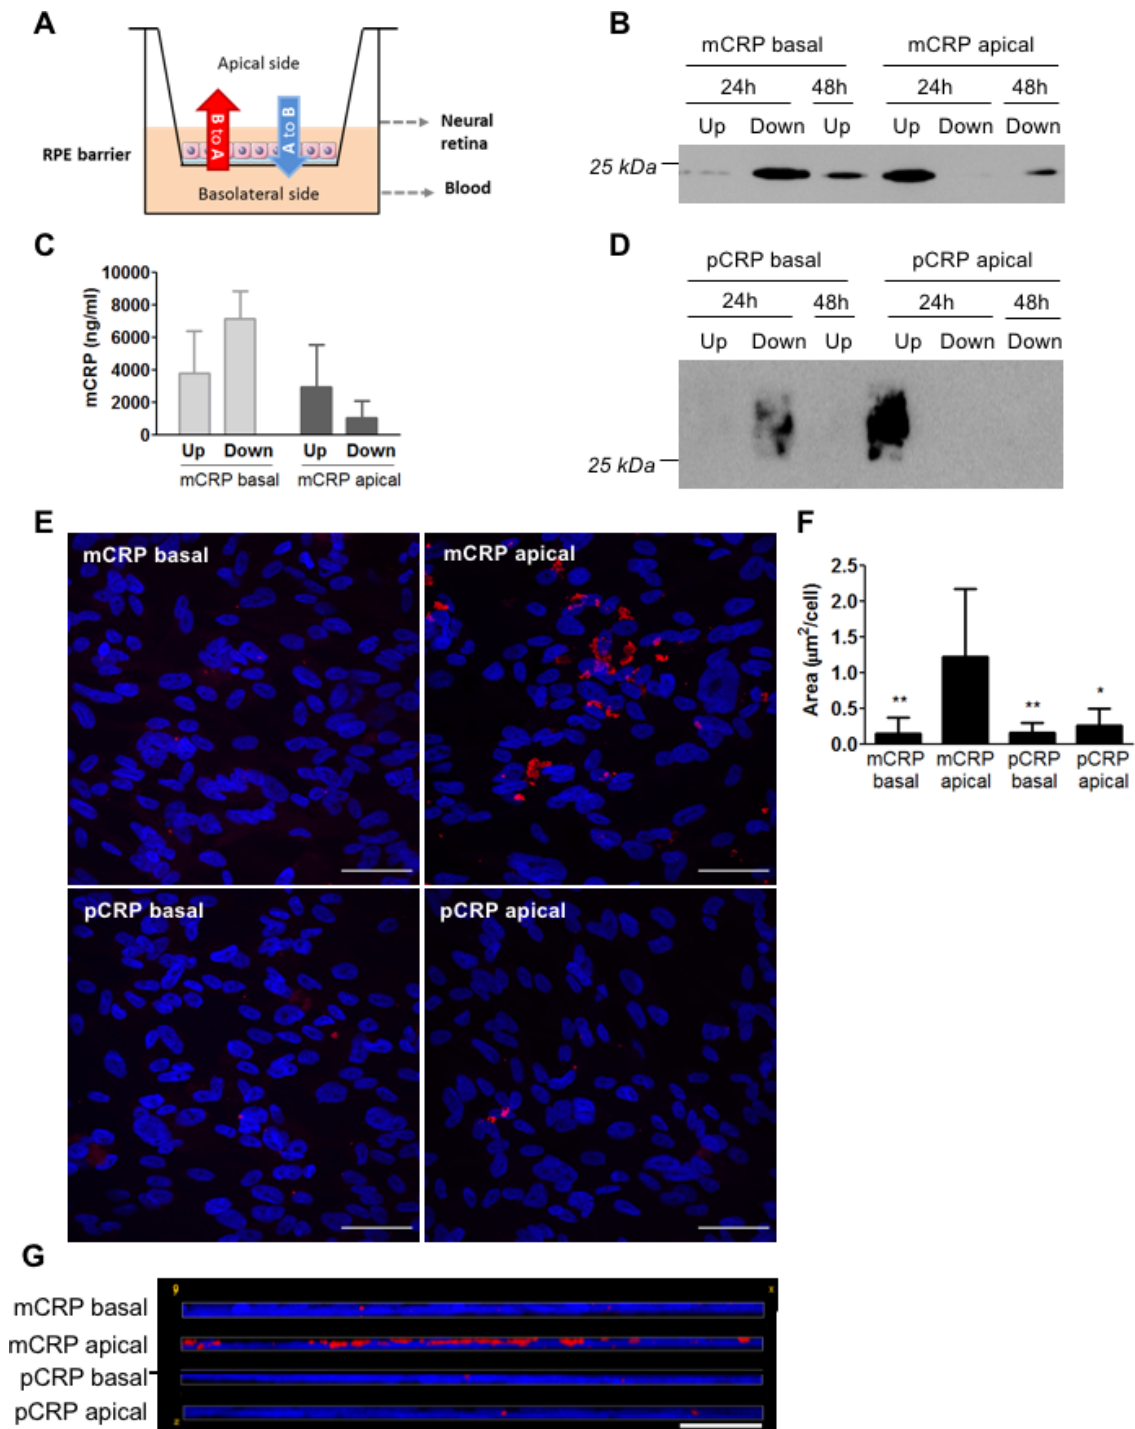 A
Apical side
B to A
A to B
RPE barrier
Neural
retina
Basolateral side
Blood
B
mCRP basal mCRP apical
24h 48h 24h 48h
Up Down Up Up Down Down
25 kDa
C
mCRP (ng/ml)
10000
8000
6000
4000
2000
0
Up Down Up Down
mCRP basal mCRP apical
D
pCRP basal pCRP apical
24h 48h 24h 48h
Up Down Up Up Down Down
25 kDa
E
mCRP basal mCRP apical
pCRP basal pCRP apical
F
Area (µm²/cell)
2.5
2.0
1.5
1.0
0.5
0.0
** ** *
mCRP mCRP pCRP pCRP
basal apical basal apical
G
mCRP basal
mCRP apical
pCRP basal
pCRP apical
x
z